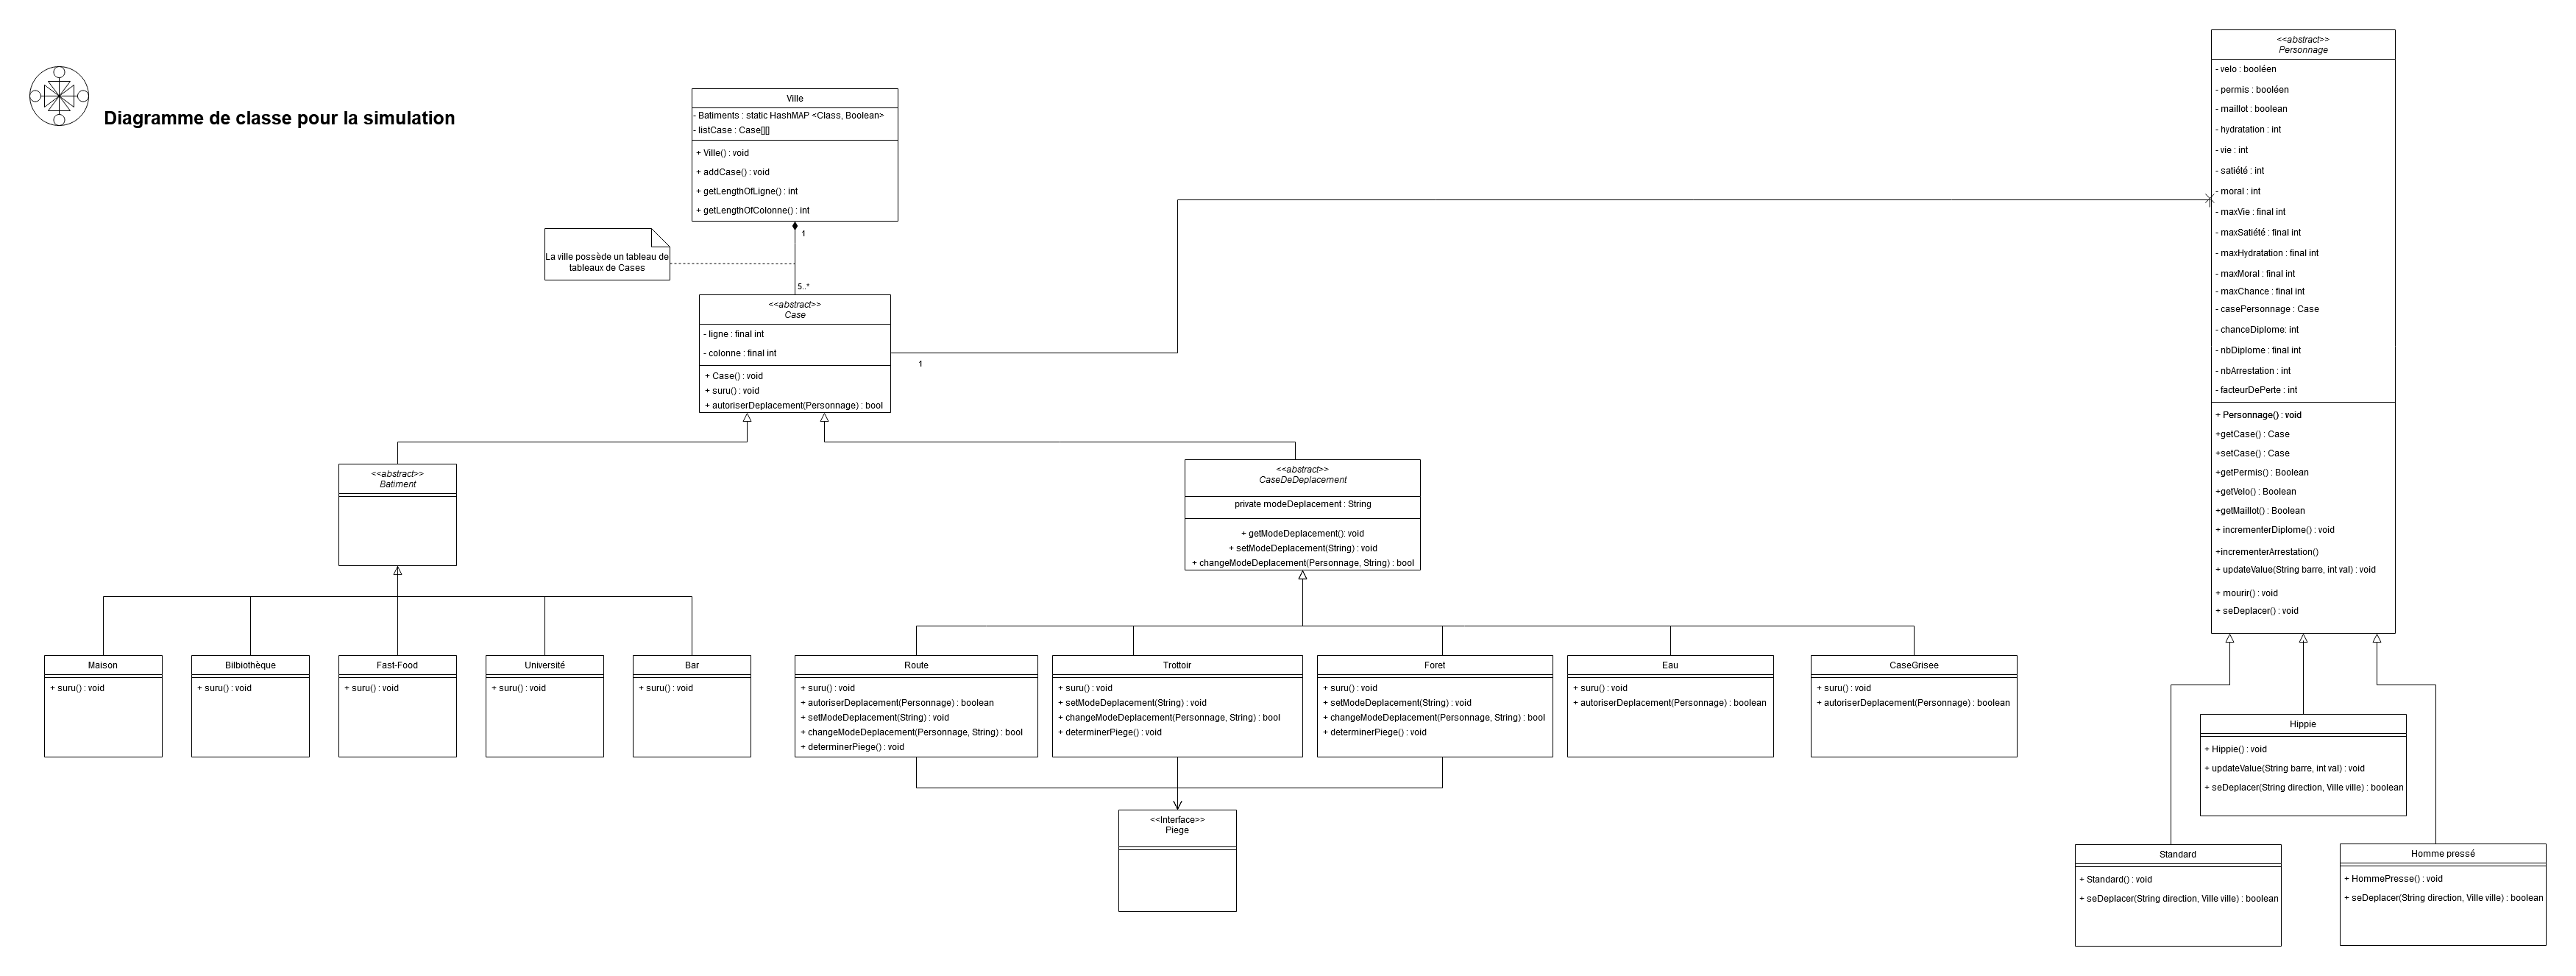 Diagramme de classe pour la simulation
Ville
- Batiments : static HashMAP <Class, Boolean>
- listCase : Case[][]
+ Ville() : void
+ addCase() : void
+ getLengthOfLigne() : int
+ getLengthOfColonne() : int
1
La ville possède un tableau de
tableaux de Cases
5..*
<<abstract>>
Case
- ligne : final int
- colonne : final int
+ Case() : void
+ suru() : void
+ autoriserDeplacement(Personnage) : bool
1
<<abstract>>
Personnage
- velo : booléen
- permis : booléen
- maillot : boolean
- hydratation : int
- vie : int
- satiété : int
- moral : int
- maxVie : final int
- maxSatiété : final int
- maxHydratation : final int
- maxMoral : final int
- maxChance : final int
- casePersonnage : Case
- chanceDiplome: int
- nbDiplome : final int
- nbArrestation : int
- facteurDePerte : int
+ Personnage() : void
+getCase() : Case
+setCase() : Case
+getPermis() : Boolean
+getVelo() : Boolean
+getMaillot() : Boolean
+ incrementerDiplome() : void
+incrementerArrestation()
+ updateValue(String barre, int val) : void
+ mourir() : void
+ seDeplacer() : void
<<abstract>>
Batiment
<<abstract>>
CaseDeDeplacement
private modeDeplacement : String
+ getModeDeplacement(): void
+ setModeDeplacement(String) : void
+ changeModeDeplacement(Personnage, String) : bool
Maison
+ suru() : void
Bilbiothèque
+ suru() : void
Fast-Food
+ suru() : void
Université
+ suru() : void
Bar
+ suru() : void
Route
+ suru() : void
+ autoriserDeplacement(Personnage) : boolean
+ setModeDeplacement(String) : void
+ changeModeDeplacement(Personnage, String) : bool
+ determinerPiege() : void
Trottoir
+ suru() : void
+ setModeDeplacement(String) : void
+ changeModeDeplacement(Personnage, String) : bool
+ determinerPiege() : void
Foret
+ suru() : void
+ setModeDeplacement(String) : void
+ changeModeDeplacement(Personnage, String) : bool
+ determinerPiege() : void
Eau
+ suru() : void
+ autoriserDeplacement(Personnage) : boolean
CaseGrisee
+ suru() : void
+ autoriserDeplacement(Personnage) : boolean
<<Interface>>
Piege
Hippie
+ Hippie() : void
+ updateValue(String barre, int val) : void
+ seDeplacer(String direction, Ville ville) : boolean
Standard
+ Standard() : void
+ seDeplacer(String direction, Ville ville) : boolean
Homme pressé
+ HommePresse() : void
+ seDeplacer(String direction, Ville ville) : boolean